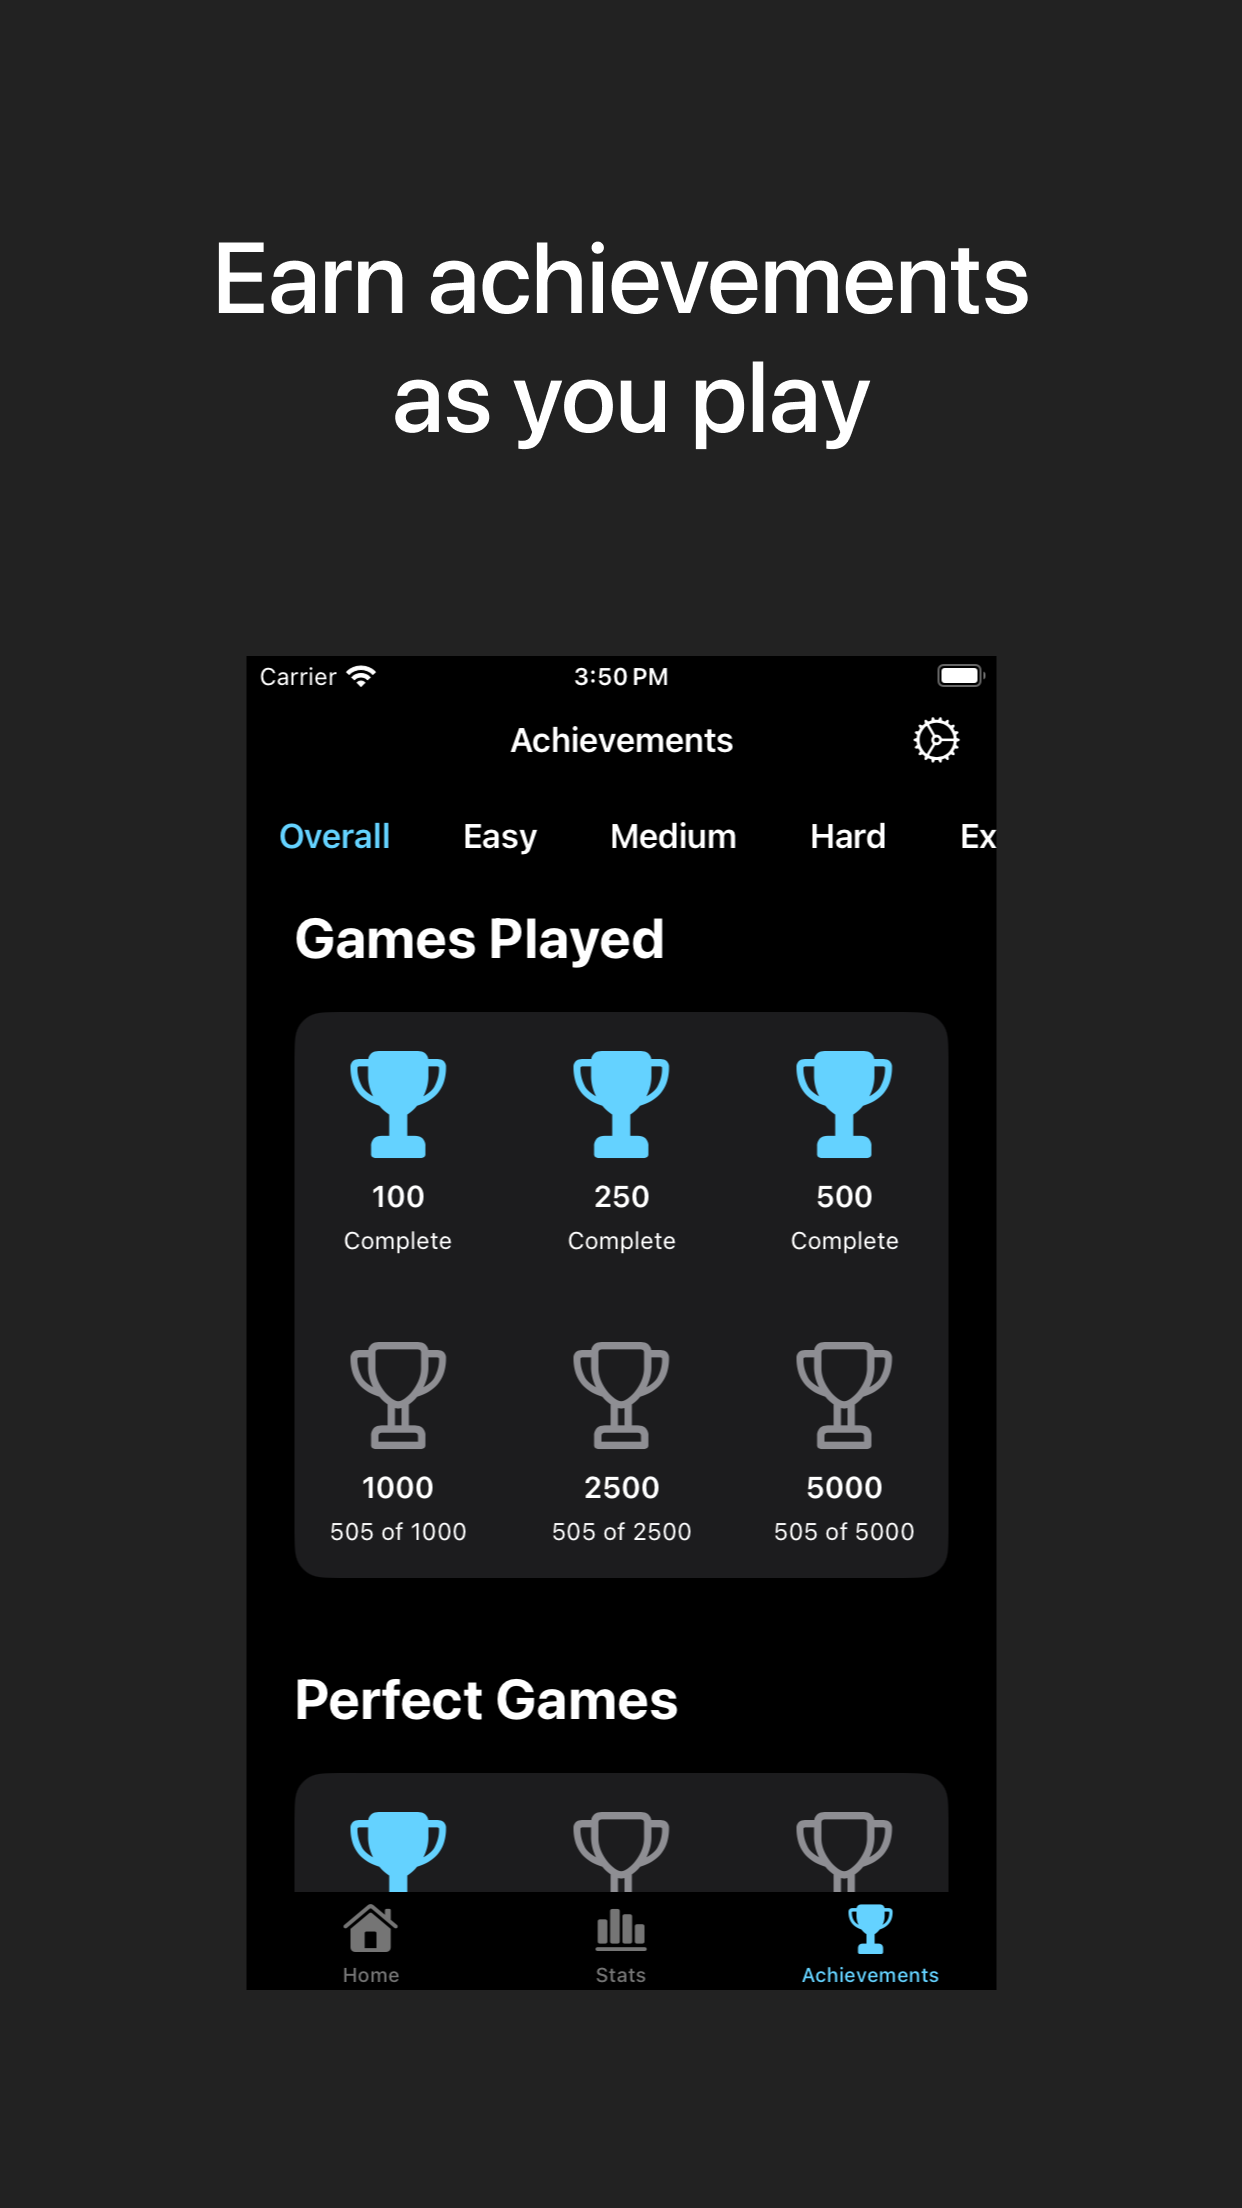 Earn achievements
as you play
Carrier 3:50 PM
Achievements
Overall Easy Medium Hard Ex
Games Played
100 250 500
Complete Complete Complete
1000 2500 5000
505 of 1000 505 of 2500 505 of 5000
Perfect Games
Home Stats Achievements